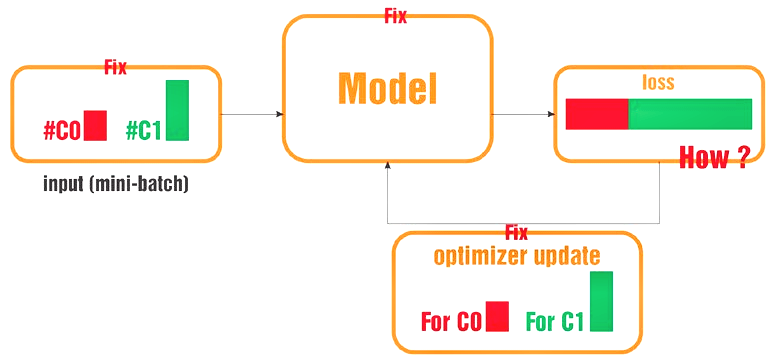 Fix
Model
Fix
#C0 #C1
input (mini-batch)
loss
How ?
Fix
optimizer update
For C0 For C1